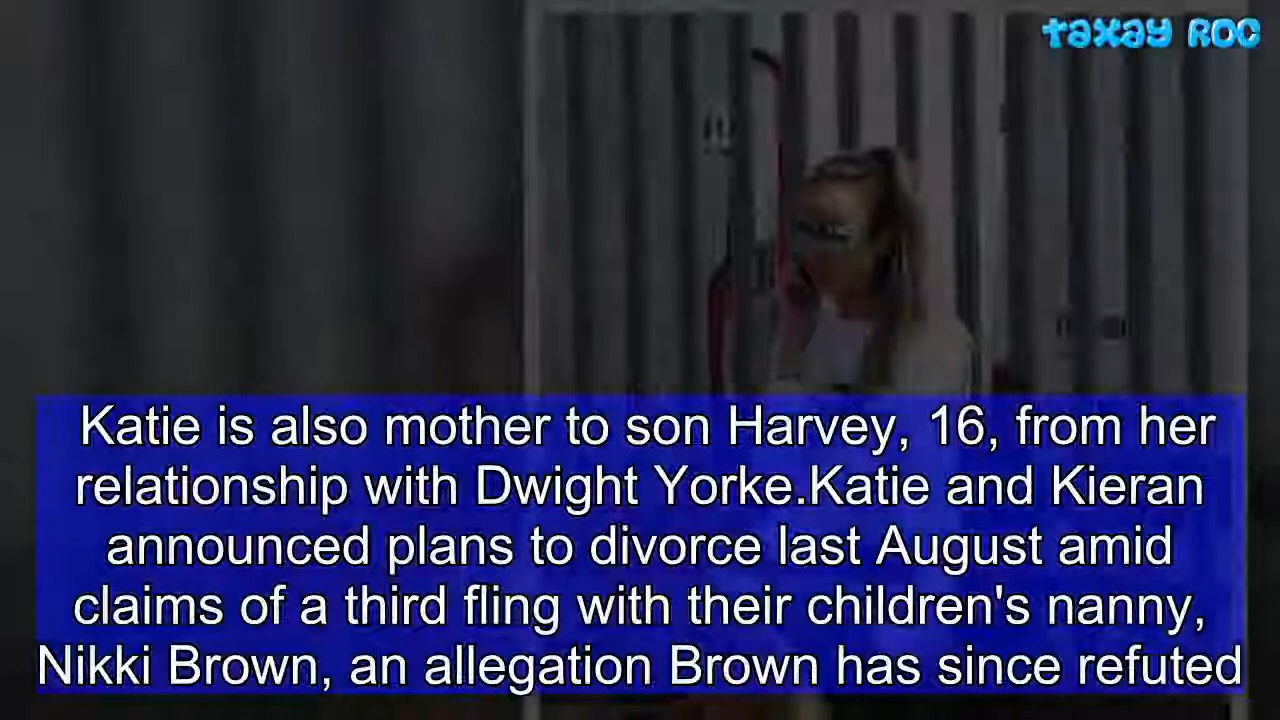 TaXay ROC
Katie is also mother to son Harvey, 16, from her
relationship with Dwight Yorke.Katie and Kieran
announced plans to divorce last August amid
claims of a third fling with their children's nanny,
Nikki Brown, an allegation Brown has since refuted